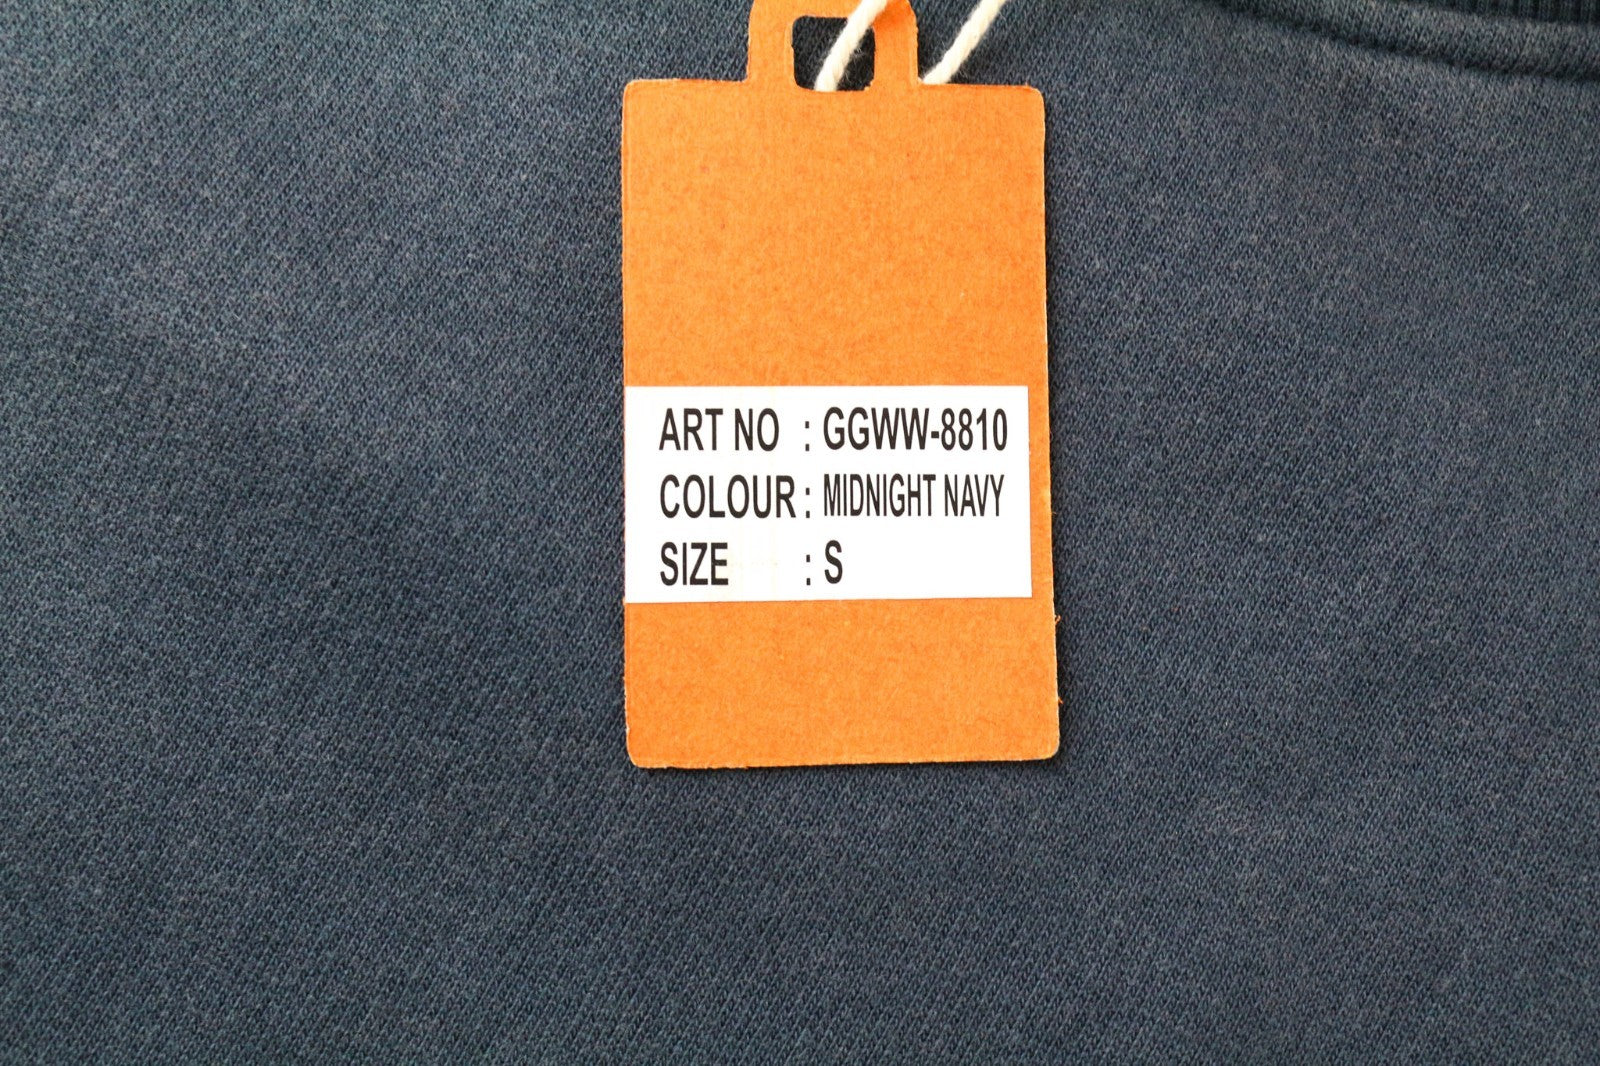 ART NO : GGWW-8810
COLOUR : MIDNIGHT NAVY
SIZE : S